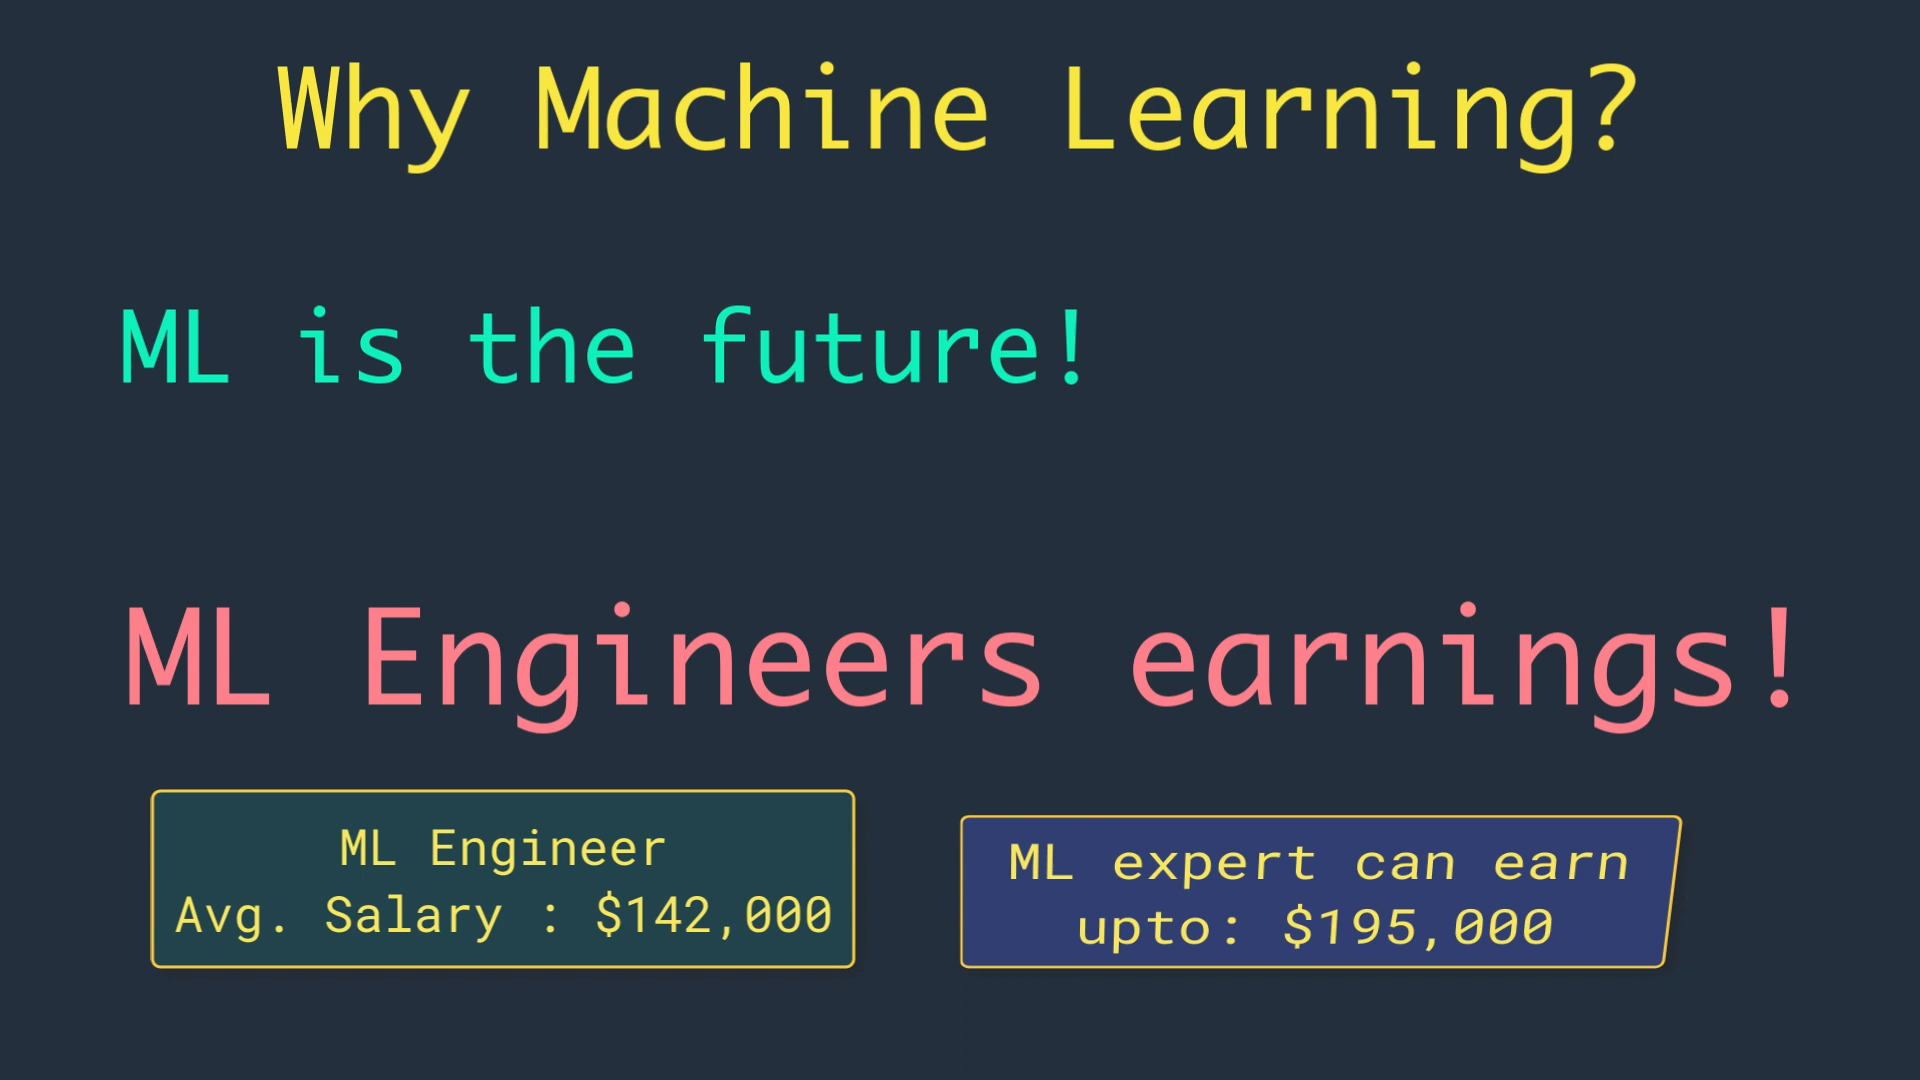 Why Machine Learning?
ML is the future!
ML Engineers earnings!
ML Engineer
Avg. Salary : $142,000
ML expert can earn
upto: $195,000